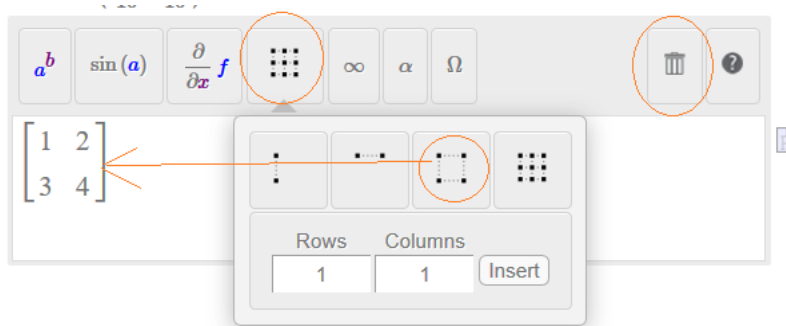 a^b sin (a) ∂/∂x f ∞ α Ω ?
1 2
3 4
Rows Columns
1 1 Insert